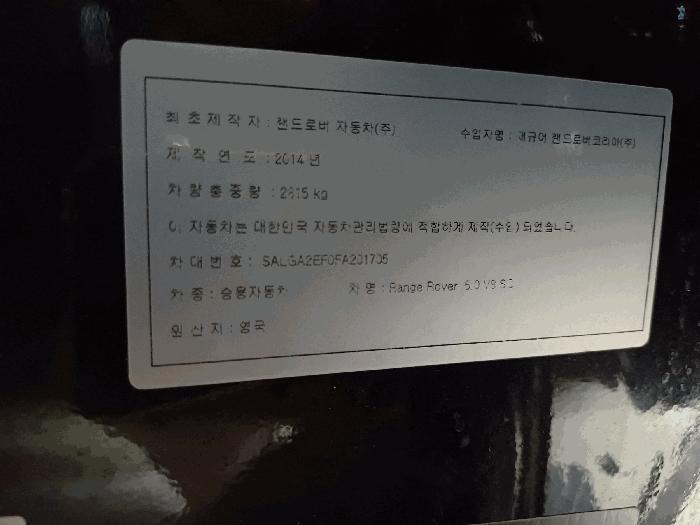 최초제작자 : 랜드로버 자동차(주) 수입자명 : 재규어 랜드로버코리아(주)
제 작 연 도 : 2014 년
차 량 총 중 량 : 2815 kg
이 자동차는 대한민국 자동차관리법령에 적합하게 제작(수입) 되었습니다.
차 대 번 호 : SALGA2EF0FA201705
차 종 : 승용자동차 차 명 : Range Rover 5.0 V8 SC
원 산 지 : 영국